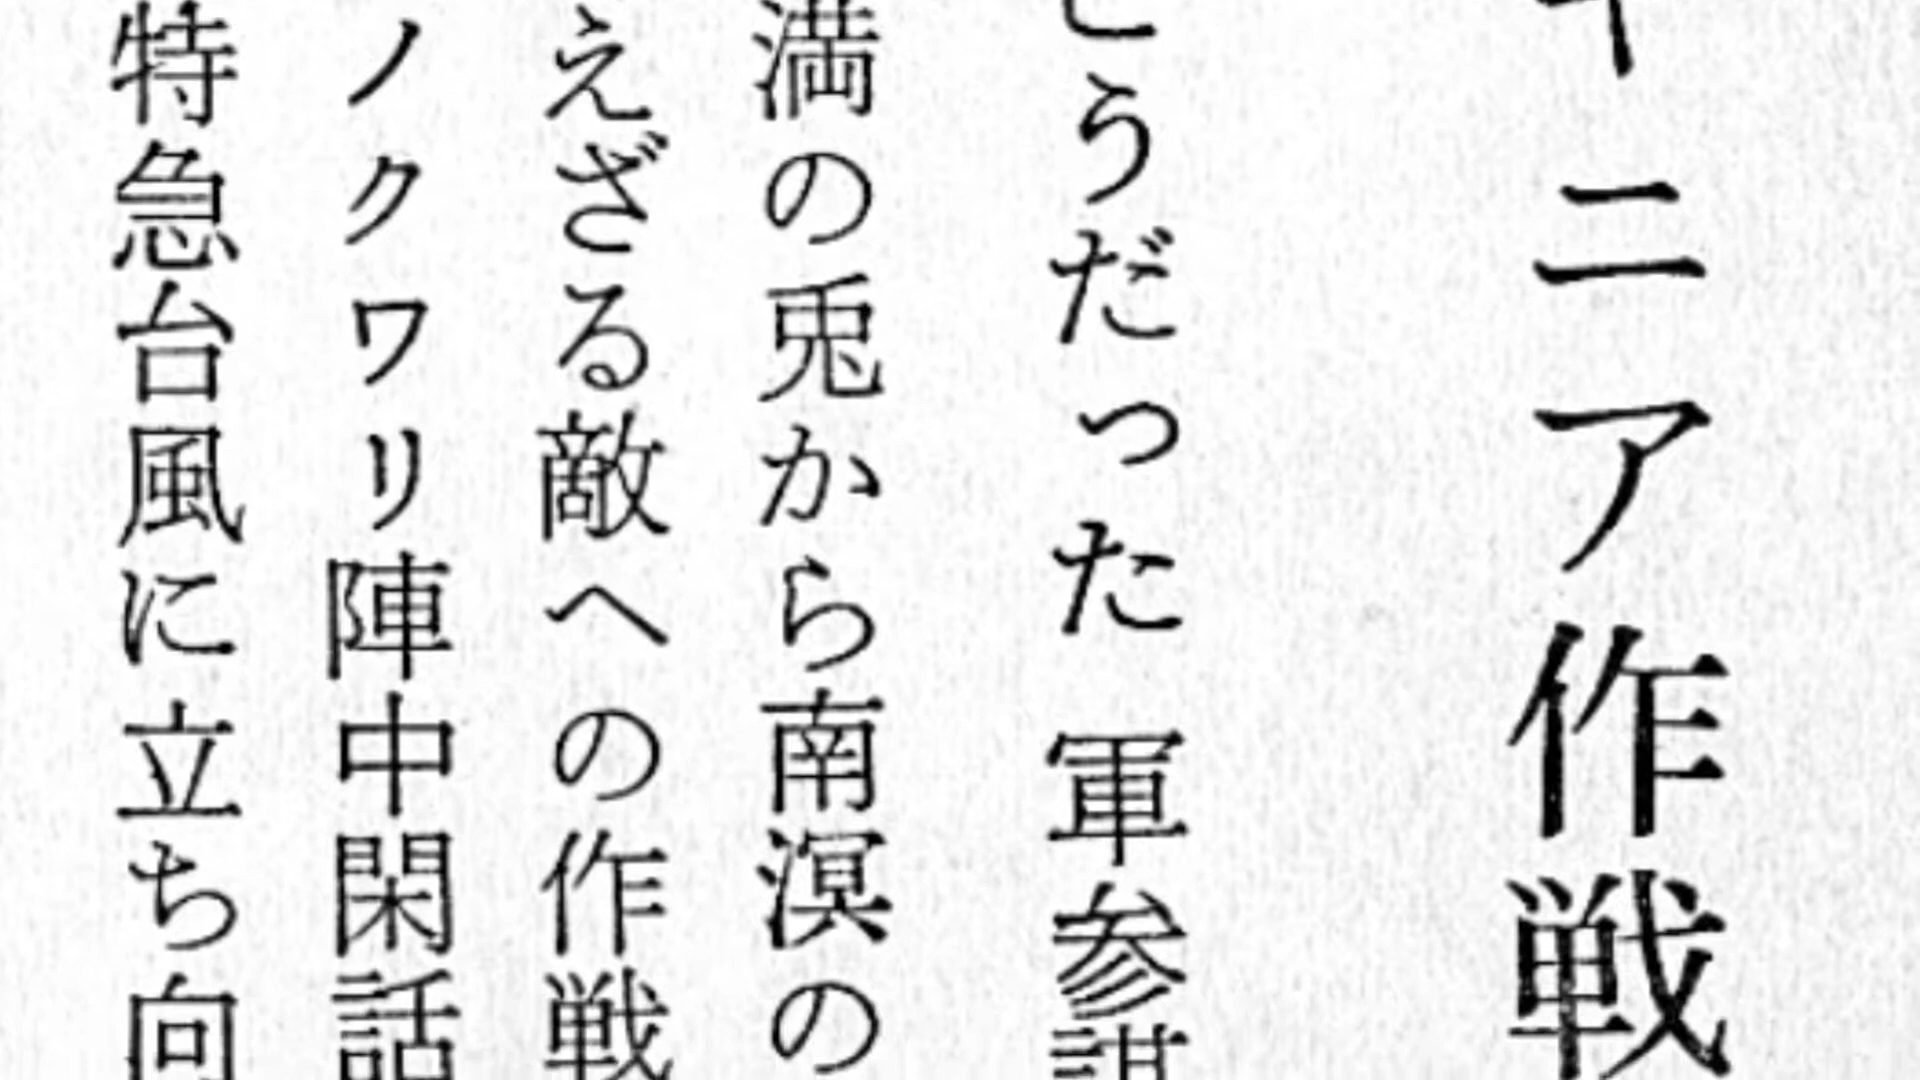 ニア作戦
うだった 軍参謀
満の兎から南溟の
えざる敵への作戦
ノクワリ陣中閑話
特急台風に立ち向